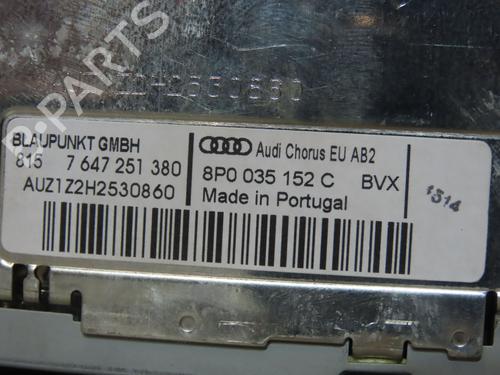 BLAUPUNKT GMBH
815 7 647 251 380
AUZ1Z2H2530860
Audi Chorus EU AB2
8P0 035 152 C BVX
Made in Portugal
1314
B-PARTS